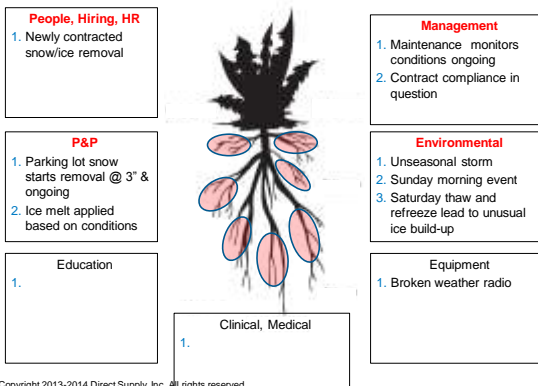 People, Hiring, HR
1. Newly contracted
snow/ice removal
Management
1. Maintenance monitors
conditions ongoing
2. Contract compliance in
question
P&P
1. Parking lot snow
starts removal @ 3" &
ongoing
2. Ice melt applied
based on conditions
Environmental
1. Unseasonal storm
2. Sunday morning event
3. Saturday thaw and
refreeze lead to unusual
ice build-up
Education
1.
Equipment
1. Broken weather radio
Clinical, Medical
1.
Copyright 2013-2014 Direct Supply, Inc. All rights reserved